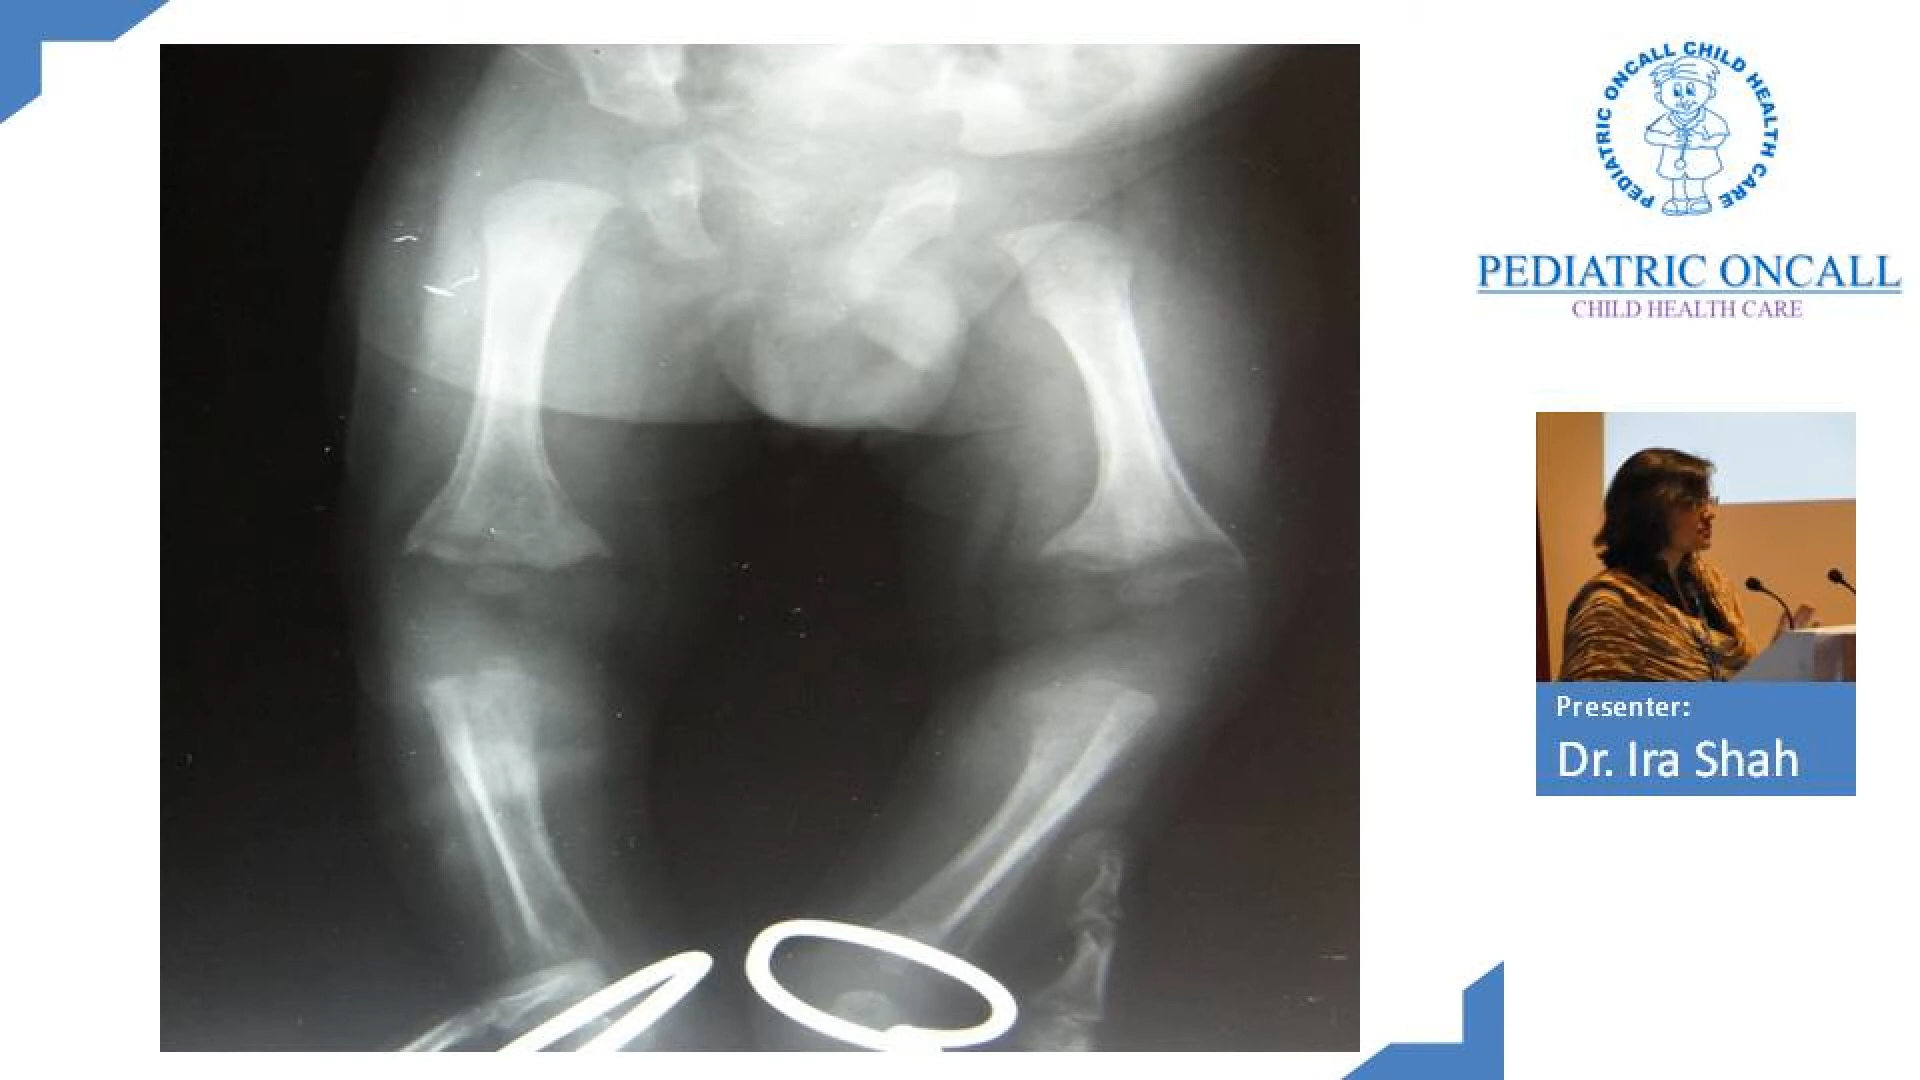 PEDIATRIC ONCALL CHILD HEALTH CARE
PEDIATRIC ONCALL
CHILD HEALTH CARE
Presenter:
Dr. Ira Shah